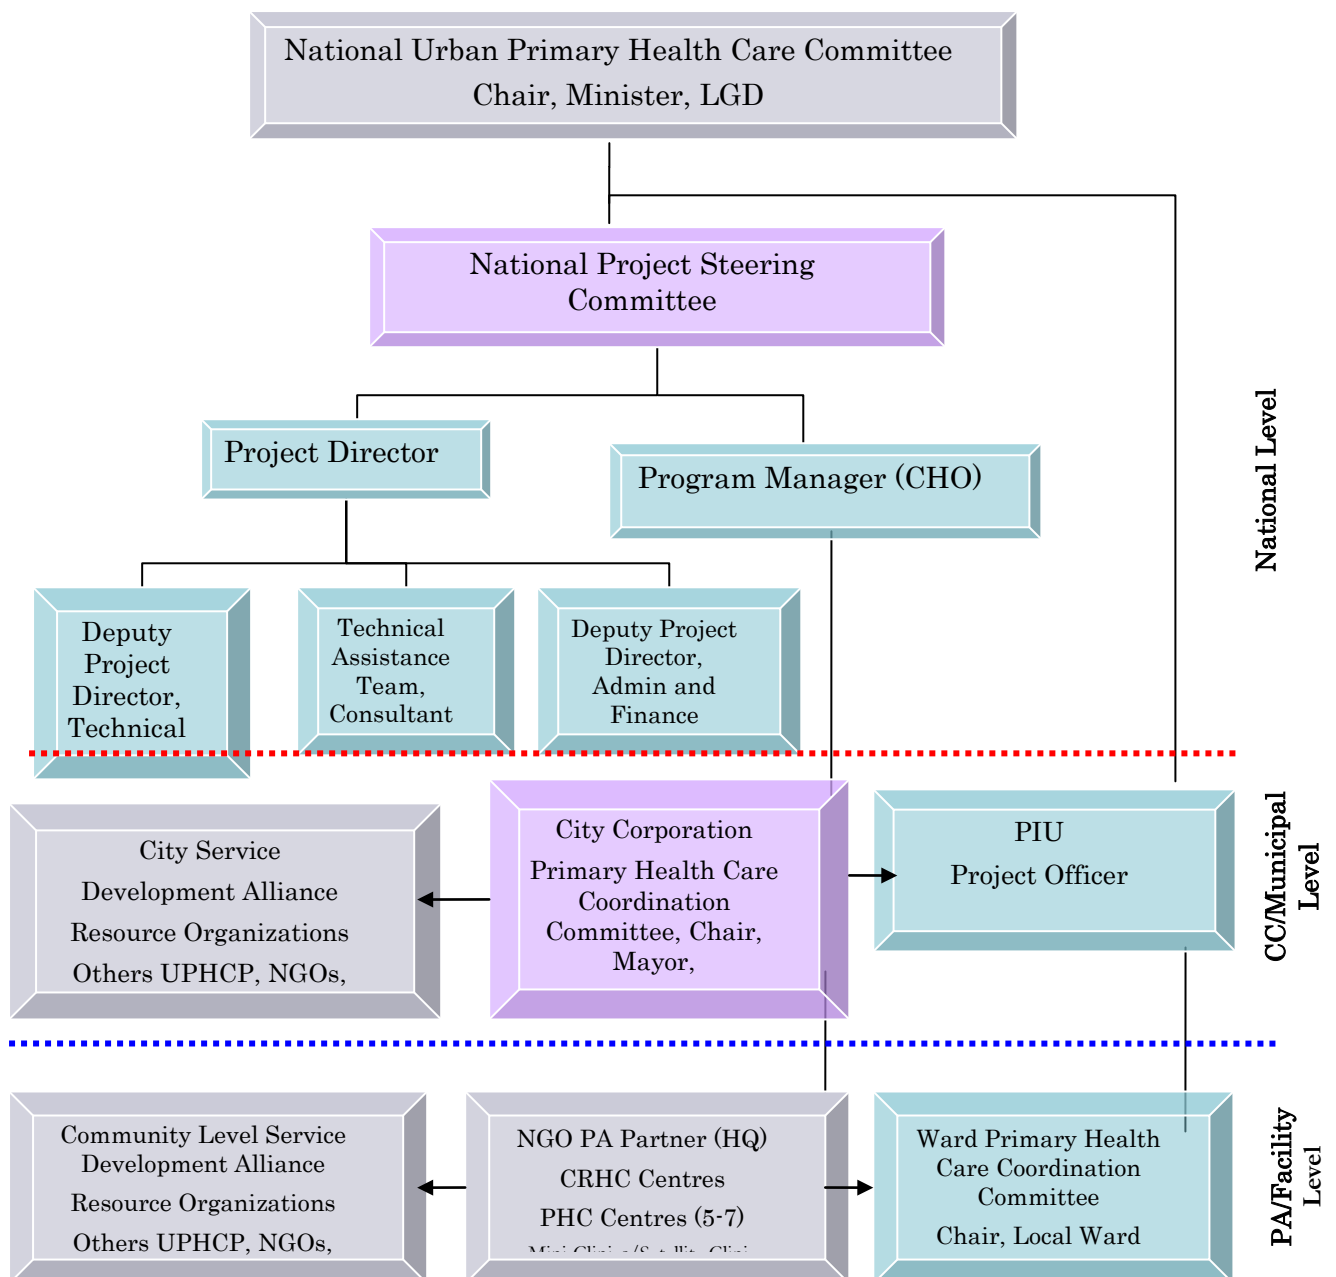 National Urban Primary Health Care Committee
Chair, Minister, LGD
National Project Steering
Committee
Project Director
Program Manager (CHO)
National Level
Deputy
Project
Director,
Technical
Technical
Assistance
Team,
Consultant
Deputy Project
Director,
Admin and
Finance
City Service
Development Alliance
Resource Organizations
Others UPHCP, NGOs,
City Corporation
Primary Health Care
Coordination
Committee, Chair,
Mayor,
PIU
Project Officer
CC/Municipal
Level
Community Level Service
Development Alliance
Resource Organizations
Others UPHCP, NGOs,
NGO PA Partner (HQ)
CRHC Centres
PHC Centres (5-7)
Ward Primary Health
Care Coordination
Committee
Chair, Local Ward
PA/Facility
Level